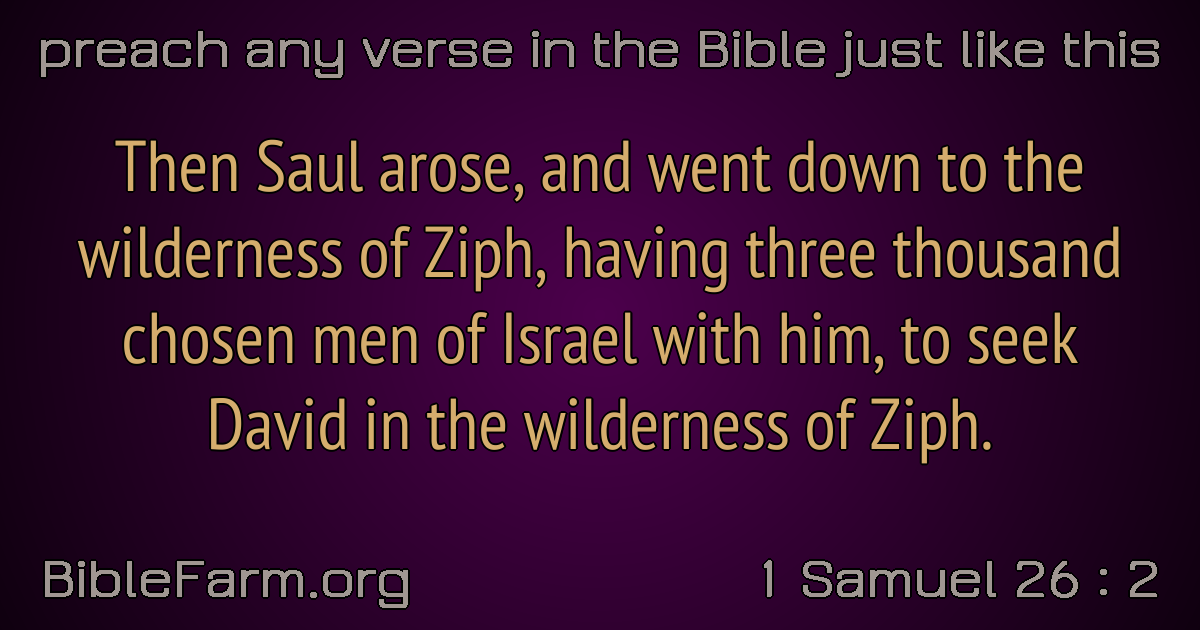 preach any verse in the Bible just like this
Then Saul arose, and went down to the
wilderness of Ziph, having three thousand
chosen men of Israel with him, to seek
David in the wilderness of Ziph.
BibleFarm.org
1 Samuel 26 : 2